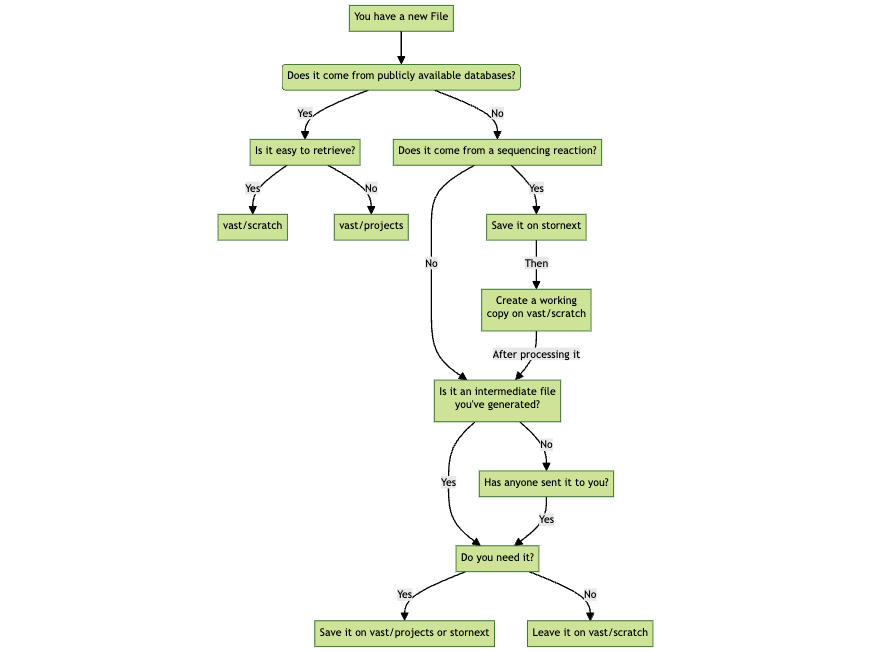 You have a new File
Does it come from publicly available databases?
Yes
No
Is it easy to retrieve?
Does it come from a sequencing reaction?
Yes
No
Yes
vast/scratch
vast/projects
Save it on stornext
No
Then
Create a working
copy on vast/scratch
After processing it
Is it an intermediate file
you've generated?
No
Yes
Has anyone sent it to you?
Yes
Do you need it?
Yes
No
Save it on vast/projects or stornext
Leave it on vast/scratch